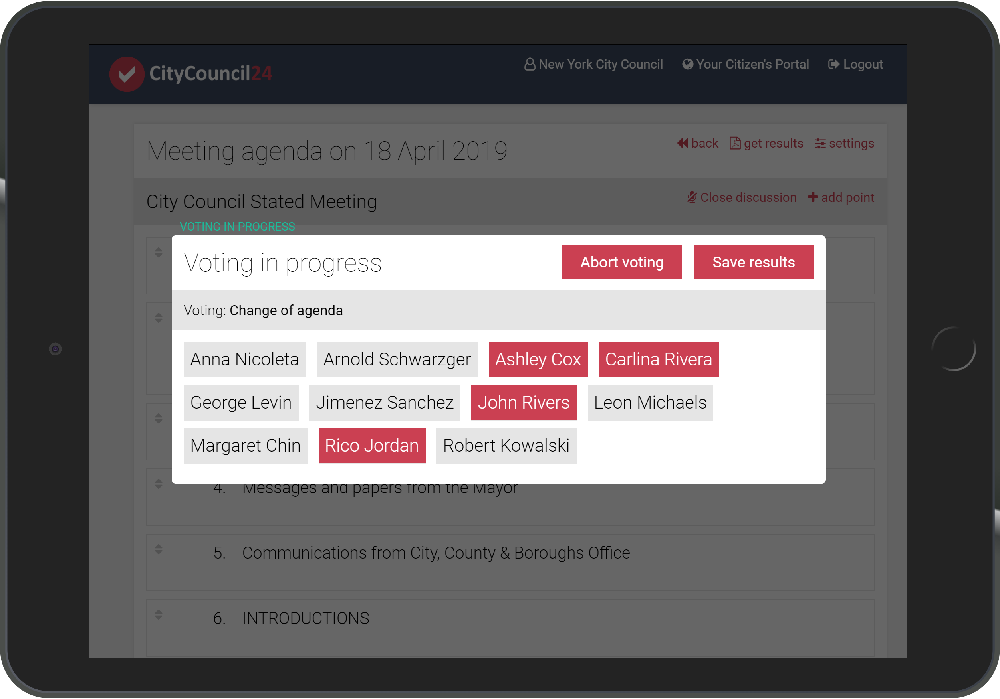 CityCouncil24
New York City Council Your Citizen's Portal Logout
Meeting agenda on 18 April 2019
back get results settings
City Council Stated Meeting
Close discussion add point
VOTING IN PROGRESS
Voting in progress
Abort voting Save results
Voting: Change of agenda
Anna Nicoleta Arnold Schwarzger Ashley Cox Carlina Rivera
George Levin Jimenez Sanchez John Rivers Leon Michaels
Margaret Chin Rico Jordan Robert Kowalski
4. Messages and papers from the Mayor
5. Communications from City, County & Boroughs Office
6. INTRODUCTIONS